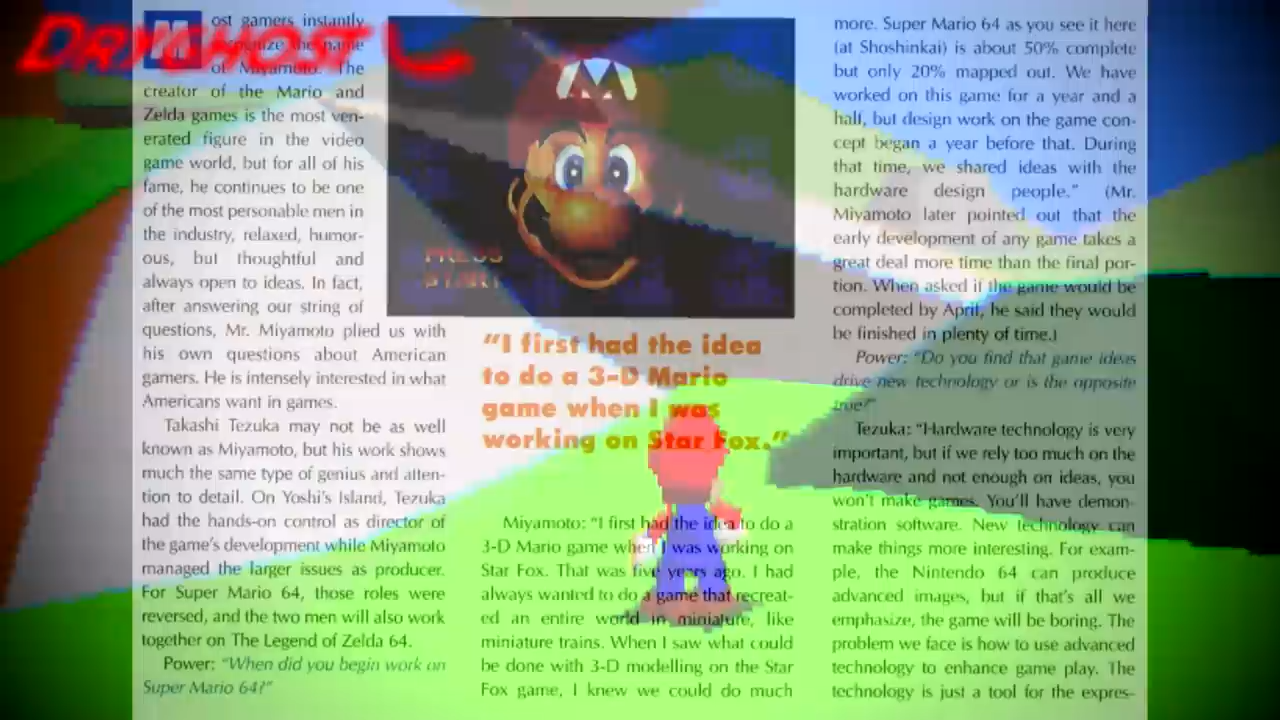 DRYGHOST
Most gamers instantly
recognize the name
of Miyamoto. The
creator of the Mario and
Zelda games is the most ven-
erated figure in the video
game world, but for all of his
fame, he continues to be one
of the most personable men in
the industry, relaxed, humor-
ous, but thoughtful and
always open to ideas. In fact,
after answering our string of
questions, Mr. Miyamoto plied us with
his own questions about American
gamers. He is intensely interested in what
Americans want in games.
Takashi Tezuka may not be as well
known as Miyamoto, but his work shows
much the same type of genius and atten-
tion to detail. On Yoshi's Island, Tezuka
had the hands-on control as director of
the game's development while Miyamoto
managed the larger issues as producer.
For Super Mario 64, those roles were
reversed, and the two men will also work
together on The Legend of Zelda 64.
Power: "When did you begin work on
Super Mario 64?"
PRESS
START
"I first had the idea
to do a 3-D Mario
game when I was
working on Star Fox."
Miyamoto: "I first had the idea to do a
3-D Mario game when I was working on
Star Fox. That was five years ago. I had
always wanted to do a game that recreat-
ed an entire world in miniature, like
miniature trains. When I saw what could
be done with 3-D modelling on the Star
Fox game, I knew we could do much
more. Super Mario 64 as you see it here
(at Shoshinkai) is about 50% complete
but only 20% mapped out. We have
worked on this game for a year and a
half, but design work on the game con-
cept began a year before that. During
that time, we shared ideas with the
hardware design people." (Mr.
Miyamoto later pointed out that the
early development of any game takes a
great deal more time than the final por-
tion. When asked if the game would be
completed by April, he said they would
be finished in plenty of time.)
Power: "Do you find that game ideas
drive new technology or is the opposite
true?"
Tezuka: "Hardware technology is very
important, but if we rely too much on the
hardware and not enough on ideas, you
won't make games. You'll have demon-
stration software. New technology can
make things more interesting. For exam-
ple, the Nintendo 64 can produce
advanced images, but if that's all we
emphasize, the game will be boring. The
problem we face is how to use advanced
technology to enhance game play. The
technology is just a tool for the expres-